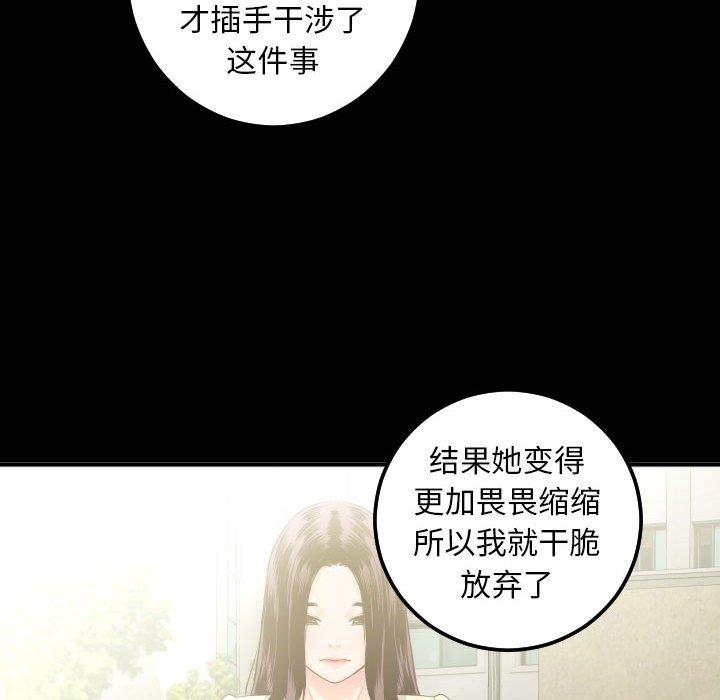 才插手干涉了
这件事
结果她变得
更加畏畏缩缩
所以我就干脆
放弃了